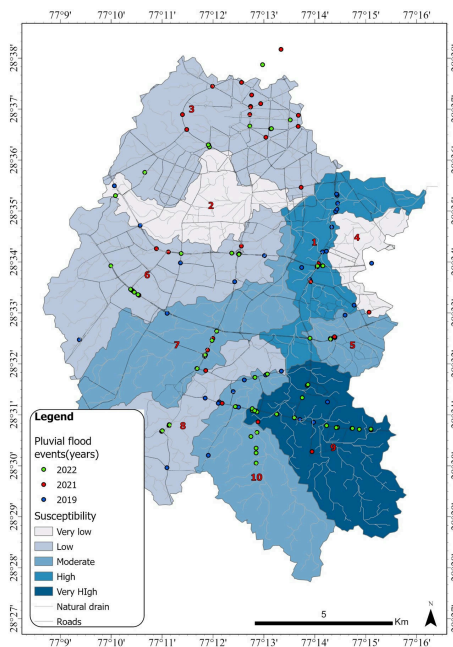 77°9' 77°10' 77°11' 77°12' 77°13' 77°14' 77°15' 77°16'
28°38'
28°37'
28°36'
28°35'
28°34'
28°33'
28°32'
28°31'
28°30'
28°29'
28°28'
28°27'
3
2
1
4
6
7
5
8
10
Legend
Pluvial flood
events(years)
2022
2021
2019
Susceptibility
Very low
Low
Moderate
High
Very HIgh
Natural drain
Roads
5
Km
N
77°9' 77°10' 77°11' 77°12' 77°13' 77°14' 77°15' 77°16'